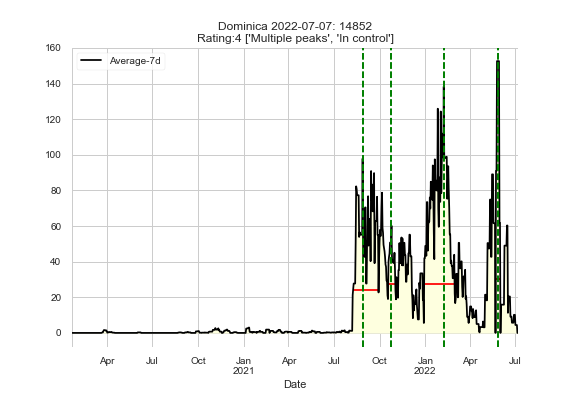 Dominica 2022-07-07: 14852
Rating:4 ['Multiple peaks', 'In control']
Average-7d
160
140
120
100
80
60
40
20
0
Apr Jul Oct Jan Apr Jul Oct Jan Apr Jul
2021 2022
Date